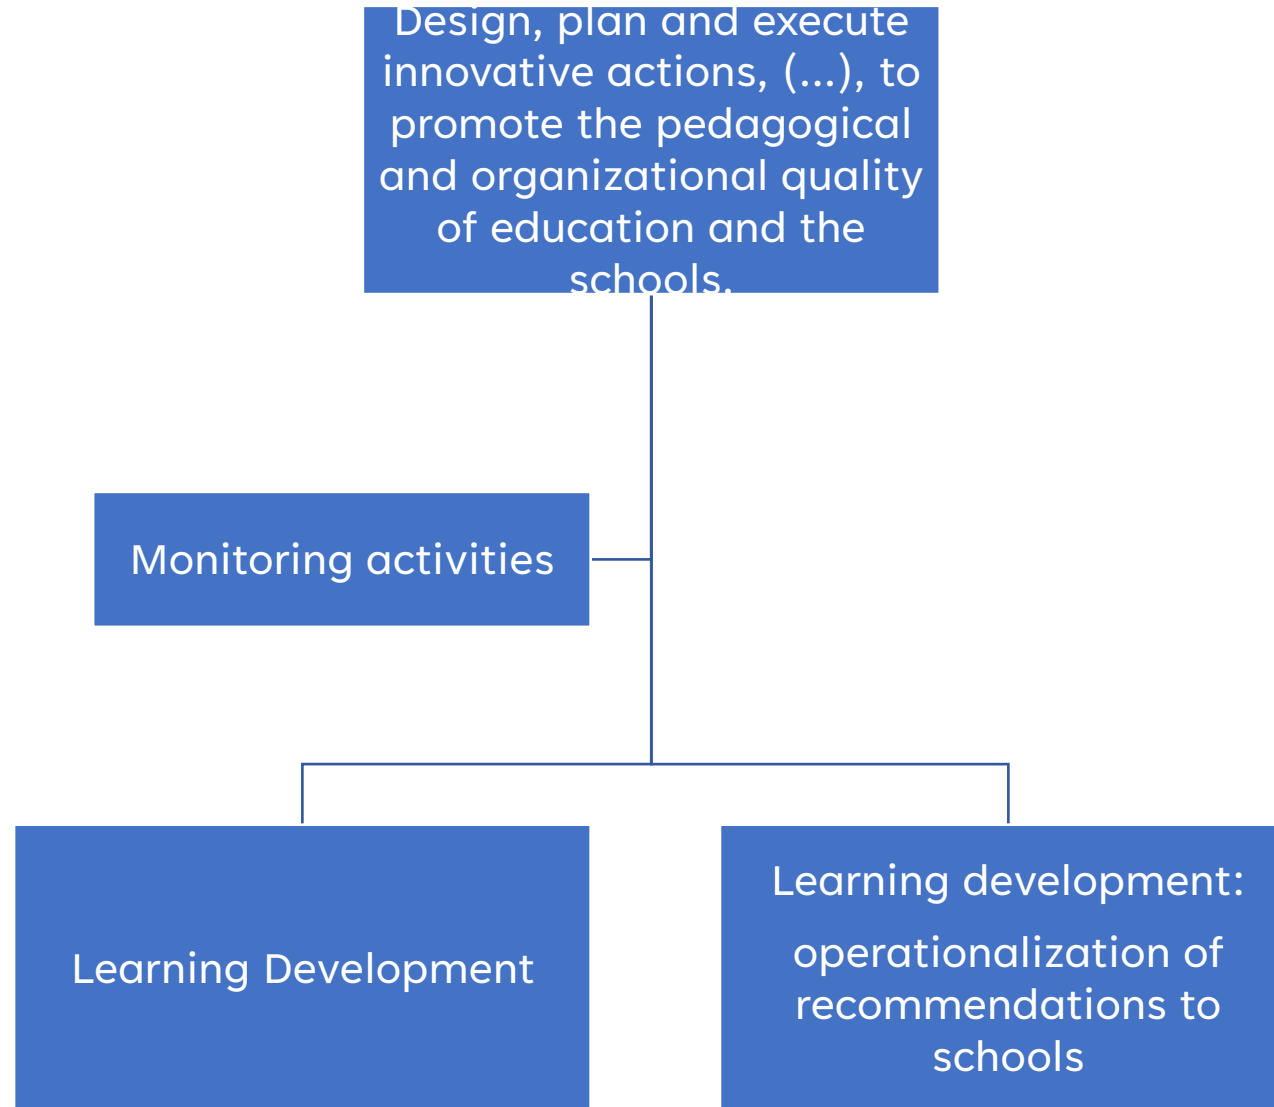 Design, plan and execute
innovative actions, (...), to
promote the pedagogical
and organizational quality
of education and the
schools.
Monitoring activities
Learning Development
Learning development:
operationalization of
recommendations to
schools